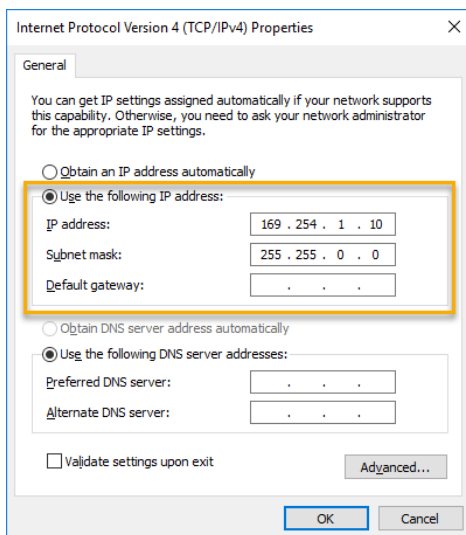 Internet Protocol Version 4 (TCP/IPv4) Properties
General
You can get IP settings assigned automatically if your network supports
this capability. Otherwise, you need to ask your network administrator
for the appropriate IP settings.
Obtain an IP address automatically
Use the following IP address:
IP address: 169 . 254 . 1 . 10
Subnet mask: 255 . 255 . 0 . 0
Default gateway: . . .
Obtain DNS server address automatically
Use the following DNS server addresses:
Preferred DNS server: . . .
Alternate DNS server: . . .
Validate settings upon exit
Advanced...
OK Cancel